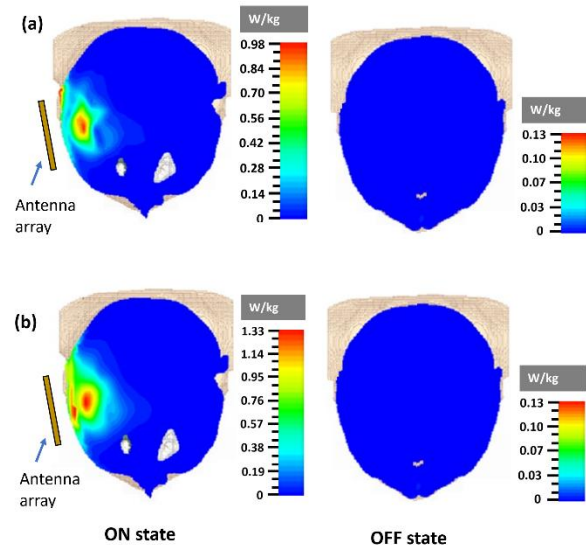 (a)
W/kg
0.98
0.84
0.70
0.56
0.42
0.28
0.14
0
Antenna
array
W/kg
0.13
0.10
0.07
0.03
0
(b)
W/kg
1.33
1.14
0.95
0.76
0.57
0.38
0.19
0
Antenna
array
W/kg
0.13
0.10
0.07
0.03
0
ON state
OFF state